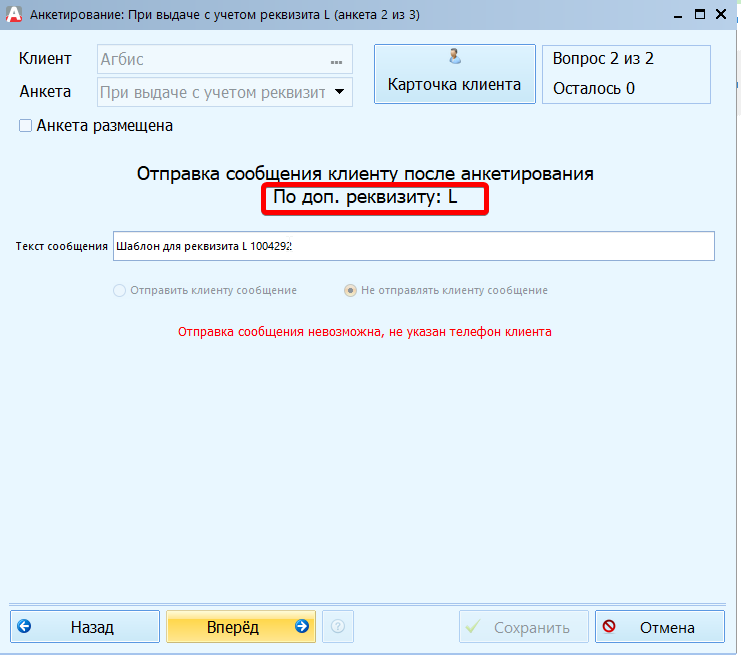 Анкетирование: При выдаче с учетом реквизита L (анкета 2 из 3)
Клиент Агбис ...
Карточка клиента
Вопрос 2 из 2
Анкета При выдаче с учетом реквизит
Осталось 0
Анкета размещена
Отправка сообщения клиенту после анкетирования
По доп. реквизиту: L
Текст сообщения Шаблон для реквизита L 1004292
Отправить клиенту сообщение Не отправлять клиенту сообщение
Отправка сообщения невозможна, не указан телефон клиента
Назад Вперёд ? Сохранить Отмена